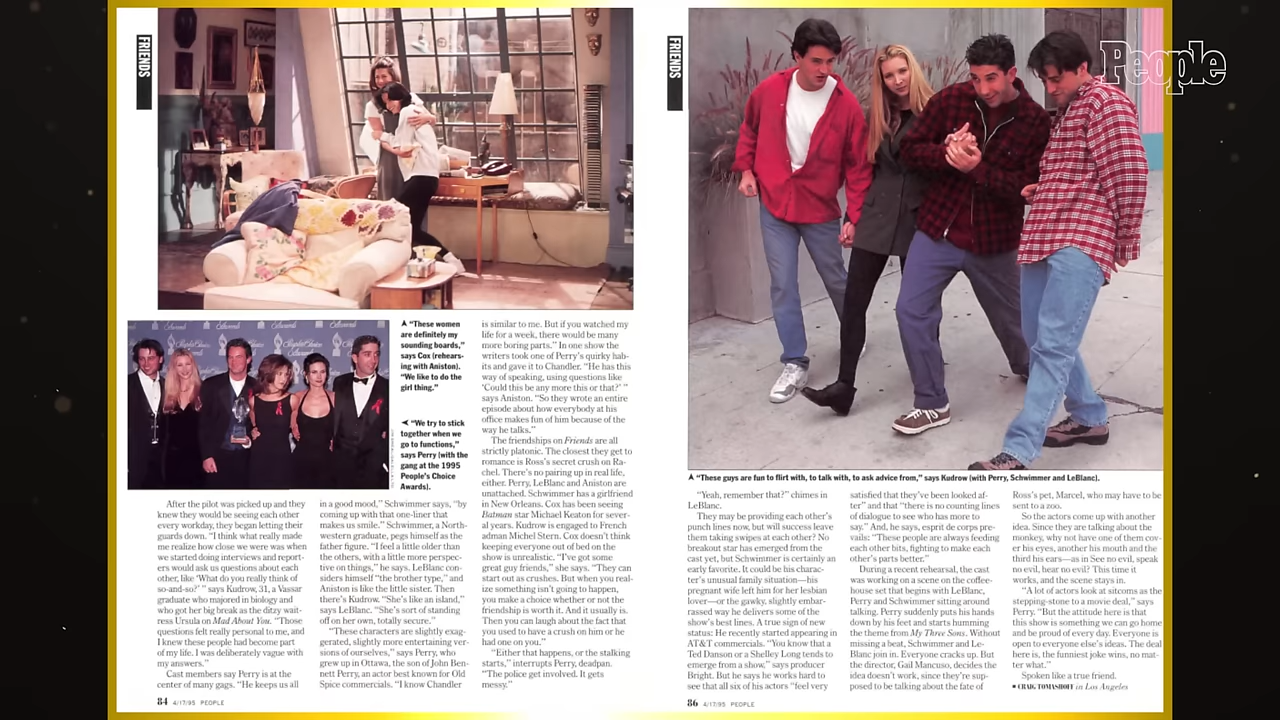 FRIENDS
➤ “These women
are definitely my
sounding boards,”
says Cox (rehears-
ing with Aniston).
“We like to do the
girl thing.”
➤ “We try to stick
together when we
go to functions,”
says Perry (with the
gang at the 1995
People's Choice
Awards).
After the pilot was picked up and they
knew they would be seeing each other
every workday, they began letting their
guards down. “I think what really made
me realize how close we were was when
we started doing interviews and report-
ers would ask us questions about each
other, like ‘What do you really think of
so-and-so?’ ” says Kudrow, 31, a Vassar
graduate who majored in biology and
who got her big break as the ditzy wait-
ress Ursula on Mad About You. “Those
questions felt really personal to me, and
I knew these people had become part
of my life. I was deliberately vague with
my answers.”
Cast members say Perry is at the
center of many gags. “He keeps us all
in a good mood,” Schwimmer says, “by
coming up with that one-liner that
makes us smile.” Schwimmer, a North-
western graduate, pegs himself as the
father figure. “I feel a little older than
the others, with a little more perspec-
tive on things,” he says. LeBlanc con-
siders himself “the brother type,” and
Aniston is like the little sister. Then
there's Kudrow. “She's like an island,”
says LeBlanc. “She's sort of standing
off on her own, totally secure.”
“These characters are slightly exag-
gerated, slightly more entertaining ver-
sions of ourselves,” says Perry, who
grew up in Ottawa, the son of John Ben-
nett Perry, an actor best known for Old
Spice commercials. “I know Chandler
is similar to me. But if you watched my
life for a week, there would be many
more boring parts.” In one show the
writers took one of Perry's quirky hab-
its and gave it to Chandler. “He has this
way of speaking, using questions like
‘Could this be any more this or that?’ ”
says Aniston. “So they wrote an entire
episode about how everybody at his
office makes fun of him because of the
way he talks.”
The friendships on Friends are all
strictly platonic. The closest they get to
romance is Ross's secret crush on Ra-
chel. There's no pairing up in real life,
either. Perry, LeBlanc and Aniston are
unattached. Schwimmer has a girlfriend
in New Orleans. Cox has been seeing
Batman star Michael Keaton for sever-
al years. Kudrow is engaged to French
adman Michel Stern. Cox doesn't think
keeping everyone out of bed on the
show is unrealistic. “I've got some
great guy friends,” she says. “They can
start out as crushes. But when you real-
ize something isn't going to happen,
you make a choice whether or not the
friendship is worth it. And it usually is.
Then you can laugh about the fact that
you used to have a crush on him or he
had one on you.”
“Either that happens, or the stalking
starts,” interrupts Perry, deadpan.
“The police get involved. It gets
messy.”
84 4/17/95 PEOPLE
FRIENDS
People
➤ “These guys are fun to flirt with, to talk with, to ask advice from,” says Kudrow (with Perry, Schwimmer and LeBlanc).
“Yeah, remember that?” chimes in
LeBlanc.
They may be providing each other's
punch lines now, but will success leave
them taking swipes at each other? No
breakout star has emerged from the
cast yet, but Schwimmer is certainly an
early favorite. It could be his charac-
ter's unusual family situation—his
pregnant wife left him for her lesbian
lover—or the gawky, slightly embar-
rassed way he delivers some of the
show's best lines. A true sign of new
status: He recently started appearing in
AT&T commercials. “You know that a
Ted Danson or a Shelley Long tends to
emerge from a show,” says producer
Bright. But he says he works hard to
see that all six of his actors “feel very
satisfied that they've been looked af-
ter” and that “there is no counting lines
of dialogue to see who has more to
say.” And, he says, esprit de corps pre-
vails: “These people are always feeding
each other bits, fighting to make each
other's parts better.”
During a recent rehearsal, the cast
was working on a scene on the coffee-
house set that begins with LeBlanc,
Perry and Schwimmer sitting around
talking. Perry suddenly puts his hands
down by his feet and starts humming
the theme from My Three Sons. Without
missing a beat, Schwimmer and Le-
Blanc join in. Everyone cracks up. But
the director, Gail Mancuso, decides the
idea doesn't work, since they're sup-
posed to be talking about the fate of
Ross's pet, Marcel, who may have to be
sent to a zoo.
So the actors come up with another
idea. Since they are talking about the
monkey, why not have one of them cov-
er his eyes, another his mouth and the
third his ears—as in See no evil, speak
no evil, hear no evil? This time it
works, and the scene stays in.
“A lot of actors look at sitcoms as the
stepping-stone to a movie deal,” says
Perry. “But the attitude here is that
this is something we can go home
and be proud of every day. Everyone is
open to everyone else's ideas. The deal
here is, the funniest joke wins, no mat-
ter what.”
Spoken like a true friend.
• CRAIG TOMASHOFF in Los Angeles
86 4/17/95 PEOPLE